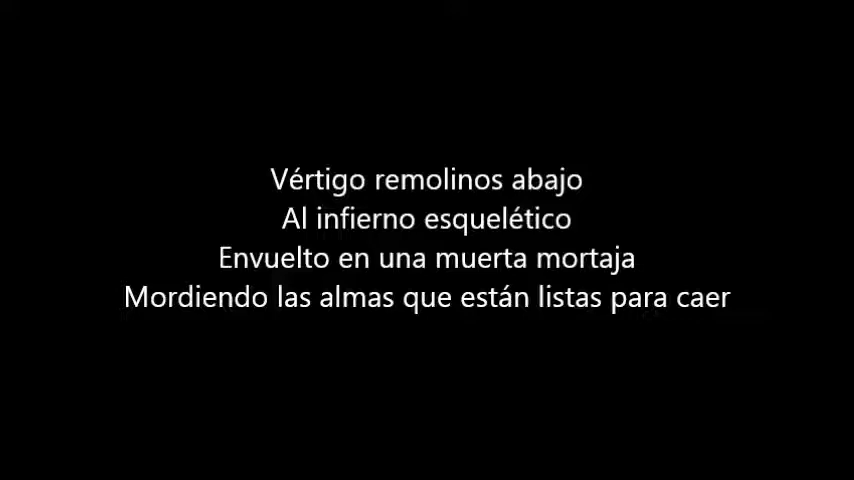 Vértigo remolinos abajo
Al infierno esquelético
Envuelto en una muerta mortaja
Mordiendo las almas que están listas para caer